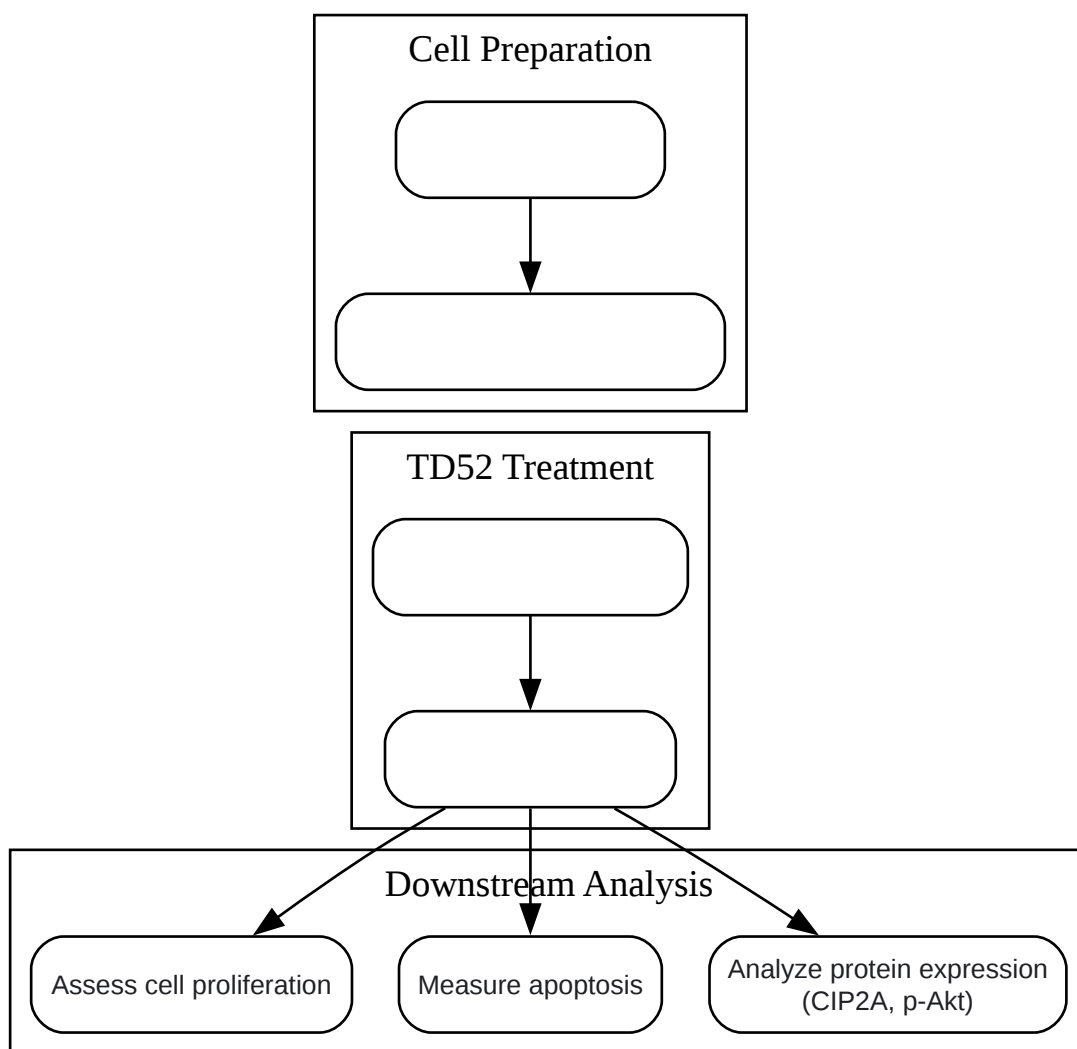 Cell Preparation
TD52 Treatment
Downstream Analysis
Assess cell proliferation
Measure apoptosis
Analyze protein expression
(CIP2A, p-Akt)